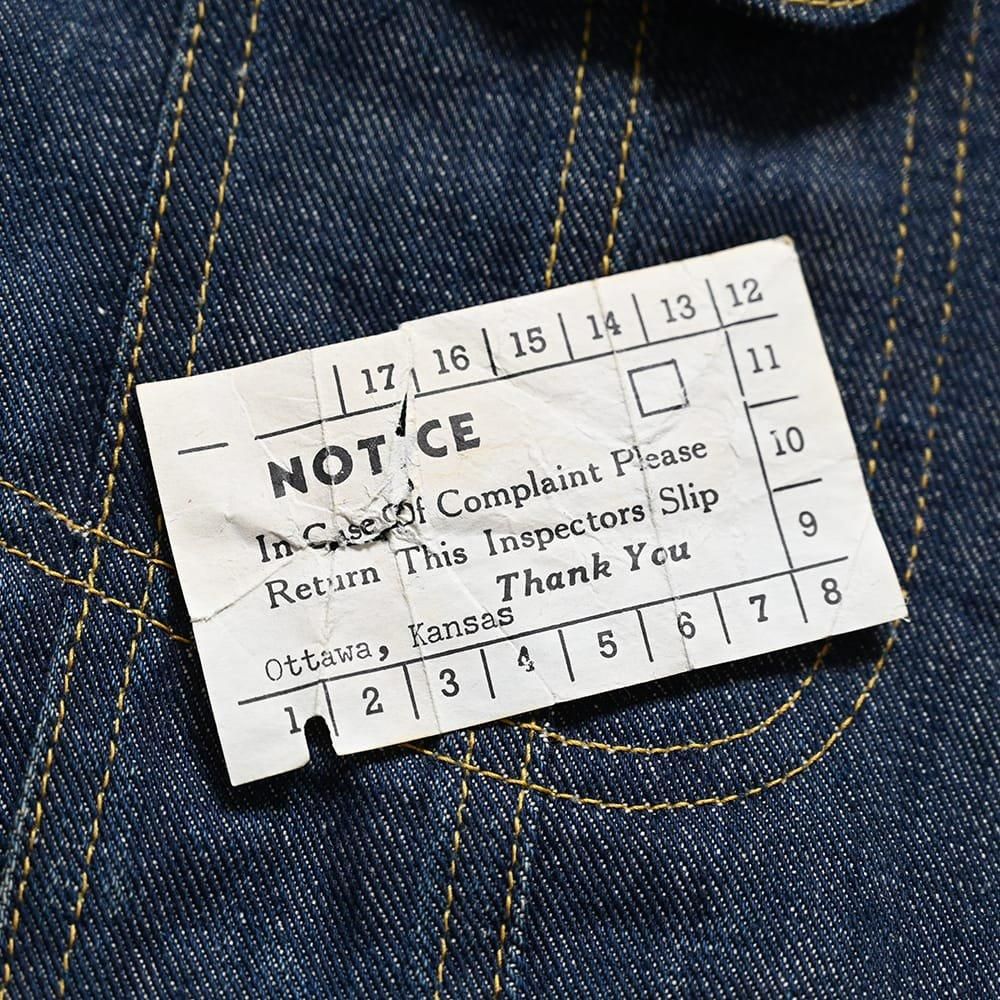 17 16 15 14 13 12
11
NOTICE
10
In Case Of Complaint Please
Return This Inspectors Slip
9
Thank You
Ottawa, Kansas
1 2 3 4 5 6 7 8